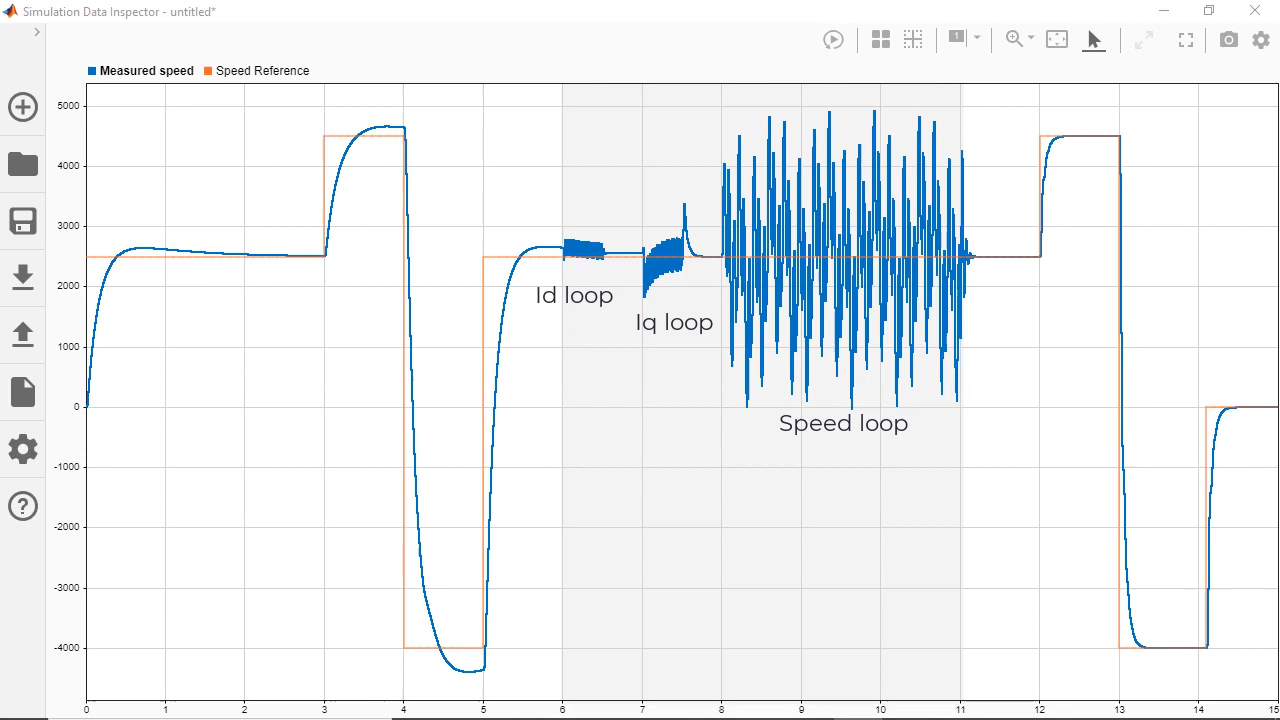 Simulation Data Inspector - untitled*
1
Measured speed Speed Reference
5000
4000
3000
2000
1000
0
-1000
-2000
-3000
-4000
Id loop
Iq loop
Speed loop
0 1 2 3 4 5 6 7 8 9 10 11 12 13 14 15